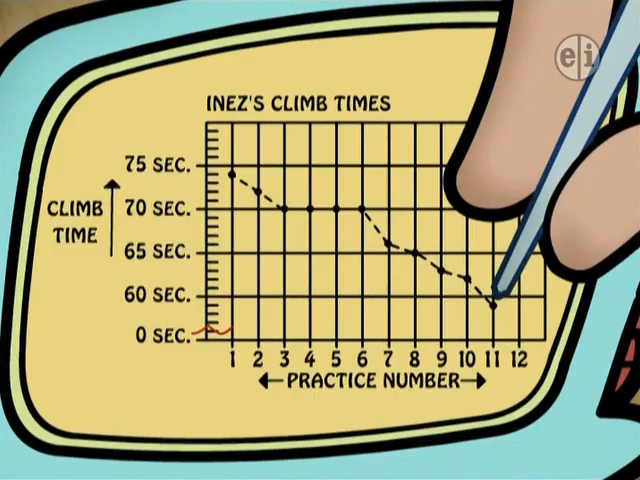 ei
INEZ'S CLIMB TIMES
75 SEC.
70 SEC.
65 SEC.
60 SEC.
0 SEC.
CLIMB
TIME
1 2 3 4 5 6 7 8 9 10 11 12
PRACTICE NUMBER